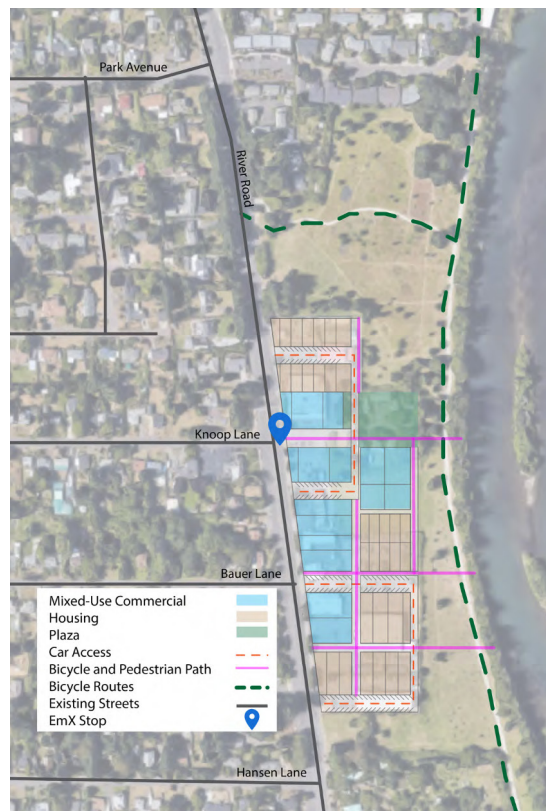 Park Avenue
River Road
Knoop Lane
Bauer Lane
Mixed-Use Commercial
Housing
Plaza
Car Access
Bicycle and Pedestrian Path
Bicycle Routes
Existing Streets
EmX Stop
Hansen Lane